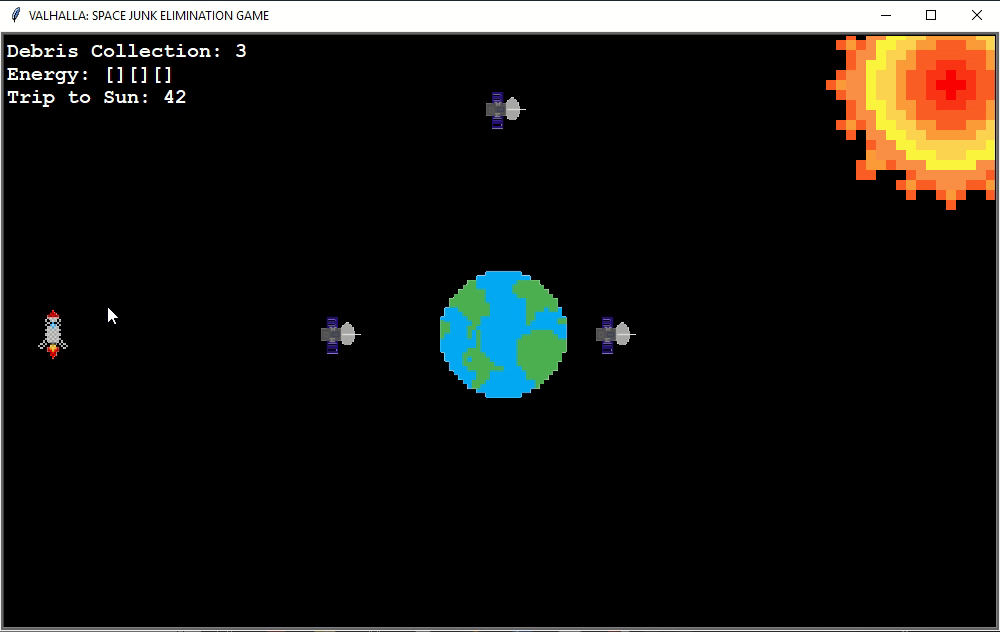 VALHALLA: SPACE JUNK ELIMINATION GAME
Debris Collection: 3
Energy: [][][]
Trip to Sun: 42